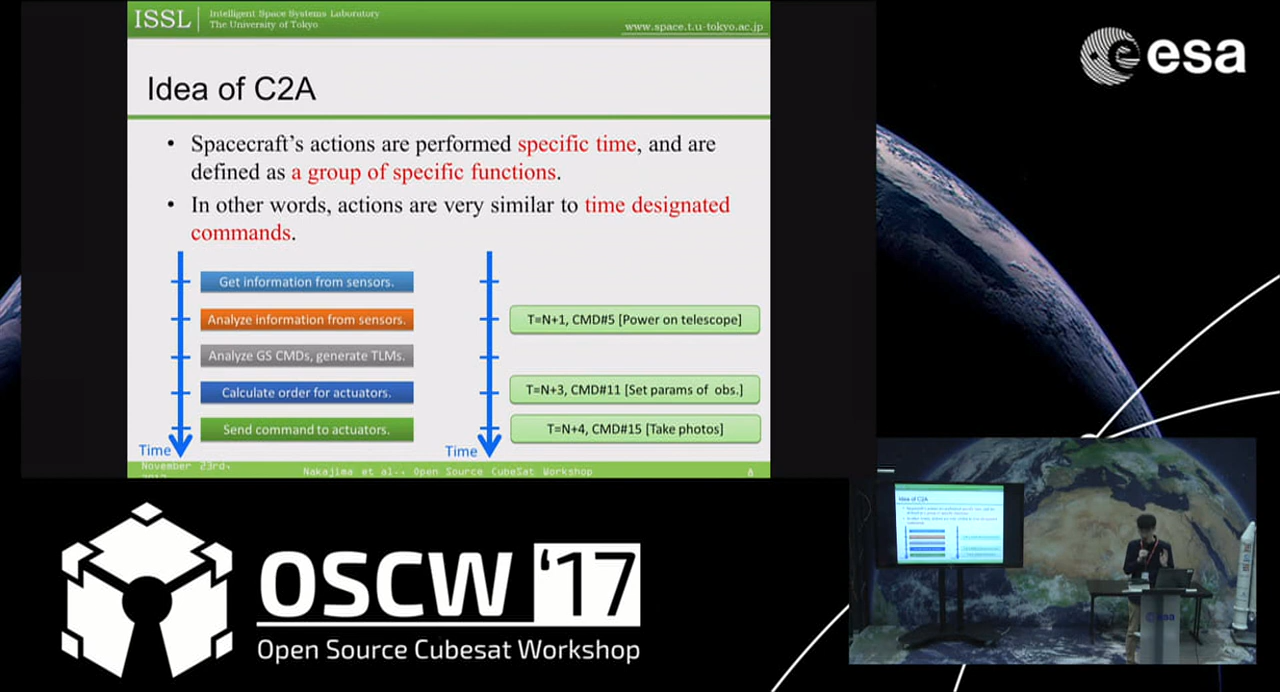 ISSL
Intelligent Space Systems Laboratory
The University of Tokyo
www.space.t.u-tokyo.ac.jp
esa
Idea of C2A
• Spacecraft's actions are performed specific time, and are
defined as a group of specific functions.
• In other words, actions are very similar to time designated
commands.
Get information from sensors.
Analyze information from sensors.
T=N+1, CMD#5 [Power on telescope]
Analyze GS CMDs, generate TLMs.
Calculate order for actuators.
T=N+3, CMD#11 [Set params of obs.]
Send command to actuators.
T=N+4, CMD#15 [Take photos]
Time
Time
November 23rd,
Nakajima et al., Open Source CubeSat Workshop
8
Idea of C2A
esa
OSCW '17
Open Source Cubesat Workshop